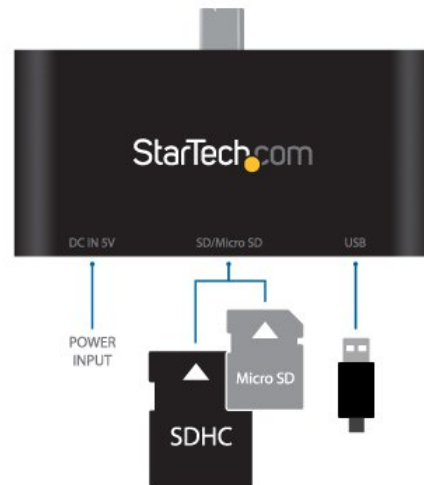 StarTech.com
DC IN 5V SD/Micro SD USB
POWER
INPUT
Micro SD
SDHC